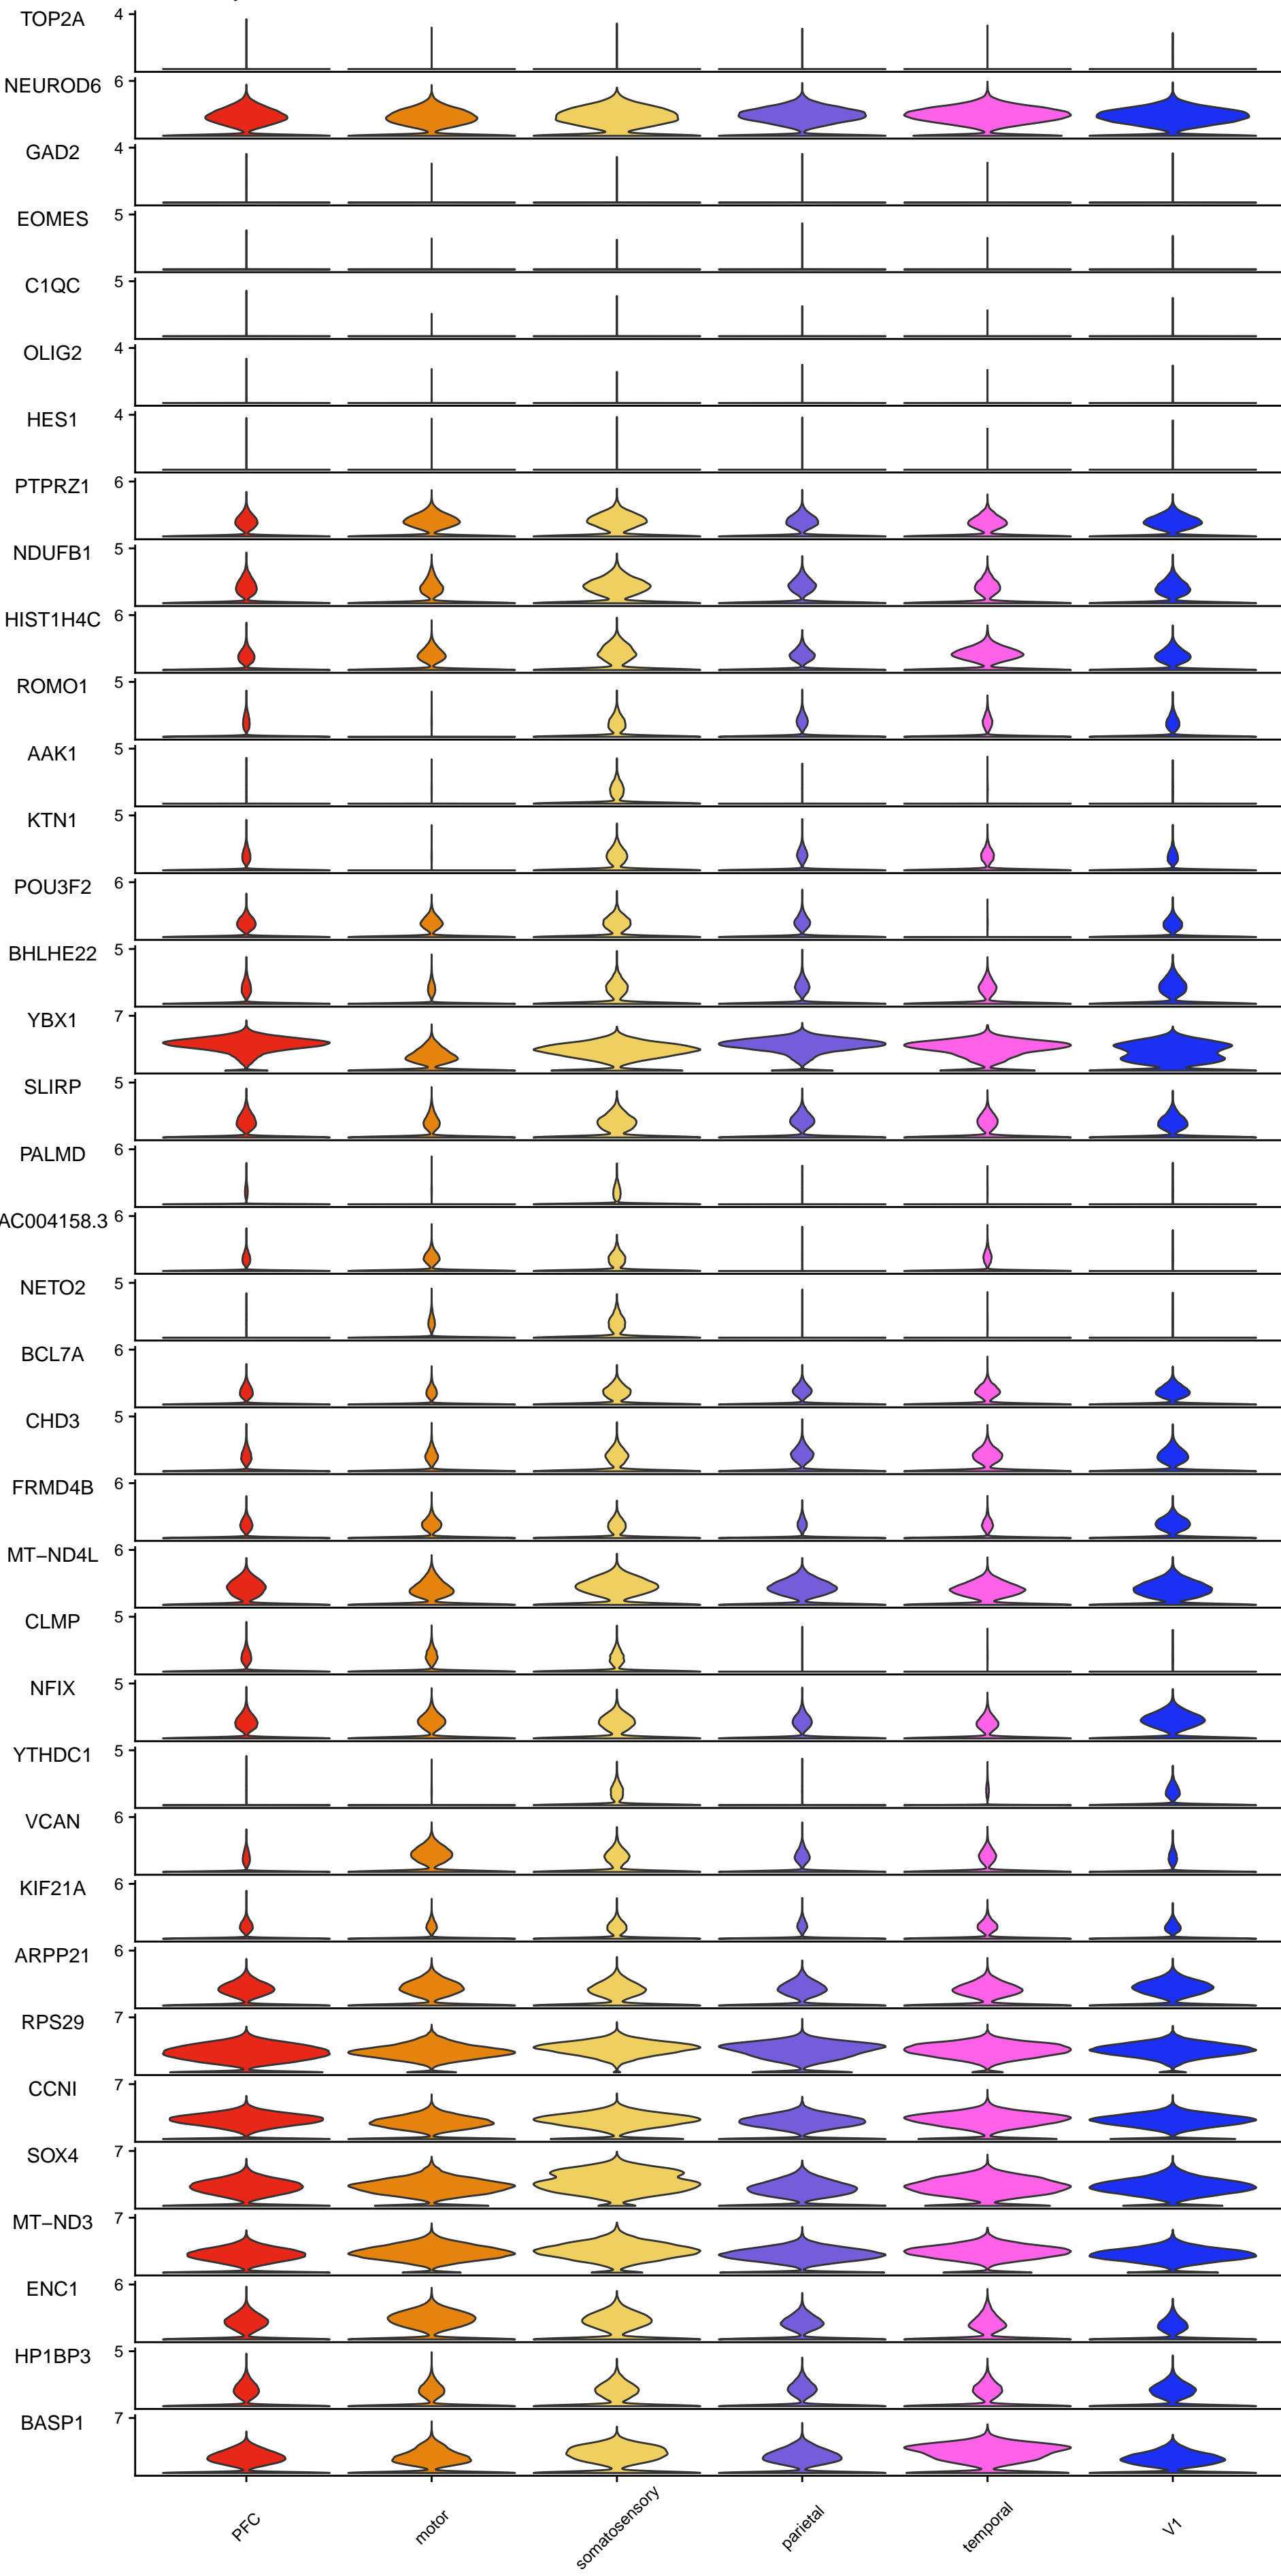 TOP2A 4
NEUROD6 6
GAD2 4
EOMES 5
C1QC 5
OLIG2 4
HES1 4
PTPRZ1 6
NDUFB1 5
HIST1H4C 6
ROMO1 5
AAK1 5
KTN1 5
POU3F2 6
BHLHE22 5
YBX1 7
SLIRP 5
PALMD 6
AC004158.3 6
NETO2 5
BCL7A 6
CHD3 5
FRMD4B 6
MT−ND4L 6
CLMP 5
NFIX 5
YTHDC1 5
VCAN 6
KIF21A 6
ARPP21 6
RPS29 7
CCNI 7
SOX4 7
MT−ND3 7
ENC1 6
HP1BP3 5
BASP1 7
PFC motor somatosensory parietal temporal V1